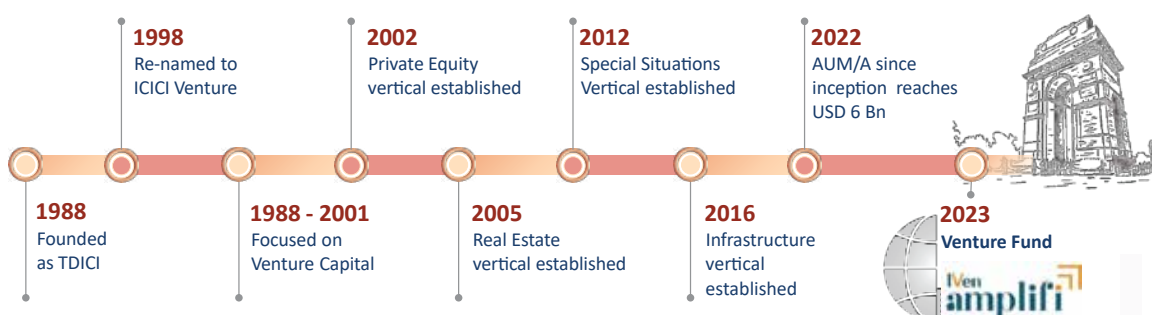 1998
Re-named to
ICICI Venture
2002
Private Equity
vertical established
2012
Special Situations
Vertical established
2022
AUM/A since
inception reaches
USD 6 Bn
1988
Founded
as TDICI
1988 - 2001
Focused on
Venture Capital
2005
Real Estate
vertical established
2016
Infrastructure
vertical
established
2023
Venture Fund
IVen
amplifi